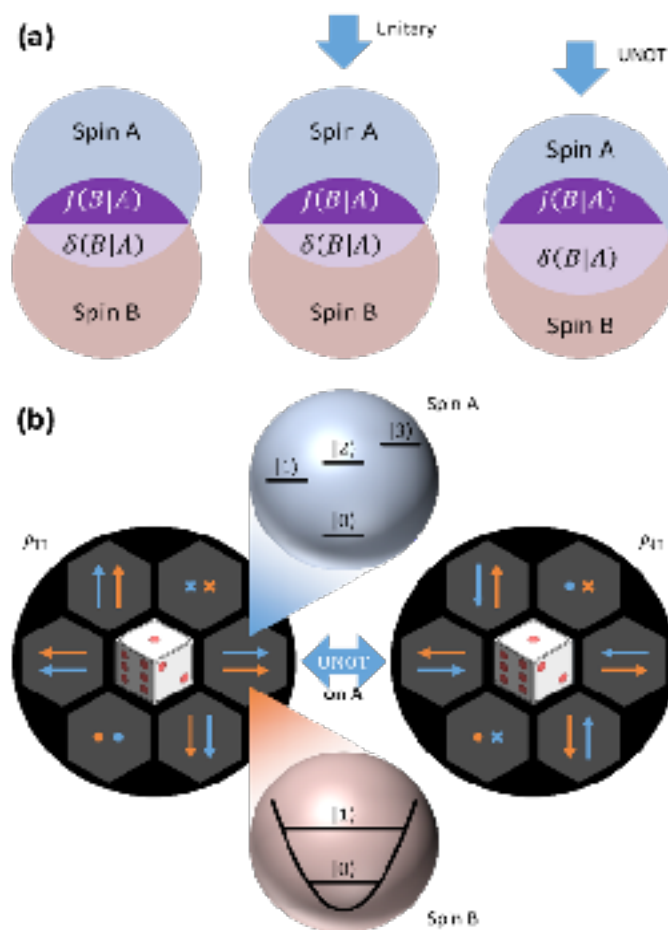 (a)
Unitary
UNOT
Spin A
Spin A
Spin A
J(B|A)
J(B|A)
J(B|A)
δ(B|A)
δ(B|A)
δ(B|A)
Spin B
Spin B
Spin B
(b)
Spin A
|1⟩
|2⟩
|3⟩
|0⟩
ρ↑↑
ρ↓↑
UNOT
on A
|1⟩
|0⟩
Spin B